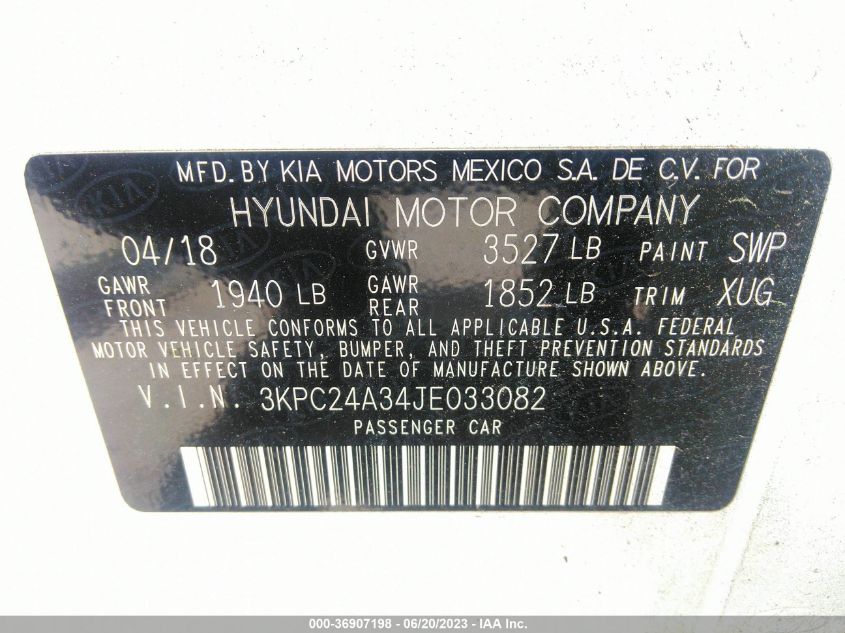 MFD. BY KIA MOTORS MEXICO S.A. DE C.V. FOR
HYUNDAI MOTOR COMPANY
04/18 GVWR 3527 LB PAINT SWP
GAWR FRONT 1940 LB GAWR REAR 1852 LB TRIM XUG
THIS VEHICLE CONFORMS TO ALL APPLICABLE U.S.A. FEDERAL
MOTOR VEHICLE SAFETY, BUMPER, AND THEFT PREVENTION STANDARDS
IN EFFECT ON THE DATE OF MANUFACTURE SHOWN ABOVE.
V.I.N. 3KPC24A34JE033082
PASSENGER CAR
000-36907198 - 06/20/2023 - IAA Inc.